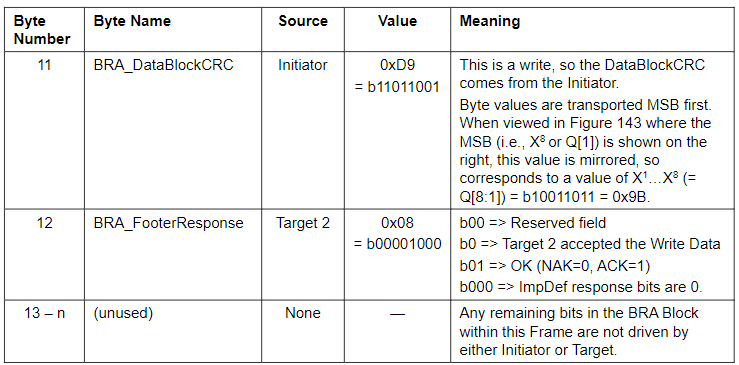 Byte Number Byte Name Source Value Meaning
11 BRA_DataBlockCRC Initiator 0xD9 This is a write, so the DataBlockCRC
= b11011001 comes from the Initiator.
Byte values are transported MSB first.
When viewed in Figure 143 where the
MSB (i.e., X⁸ or Q[1]) is shown on the
right, this value is mirrored, so
corresponds to a value of X¹…X⁸ (=
Q[8:1]) = b10011011 = 0x9B.
12 BRA_FooterResponse Target 2 0x08 b00 => Reserved field
= b00001000 b0 => Target 2 accepted the Write Data
b01 => OK (NAK=0, ACK=1)
b000 => ImpDef response bits are 0.
13 – n (unused) None — Any remaining bits in the BRA Block
within this Frame are not driven by
either Initiator or Target.